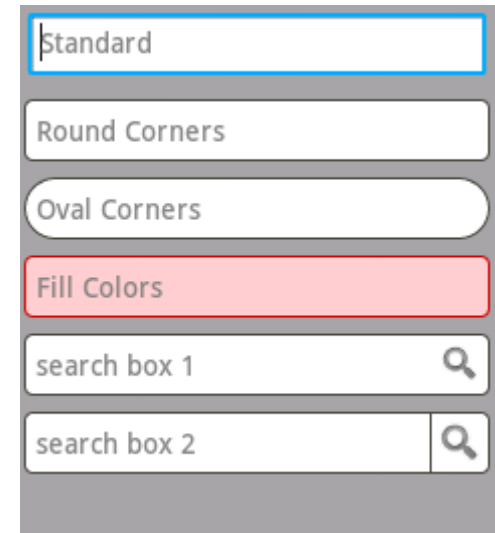 Standard
Round Corners
Oval Corners
Fill Colors
search box 1
search box 2